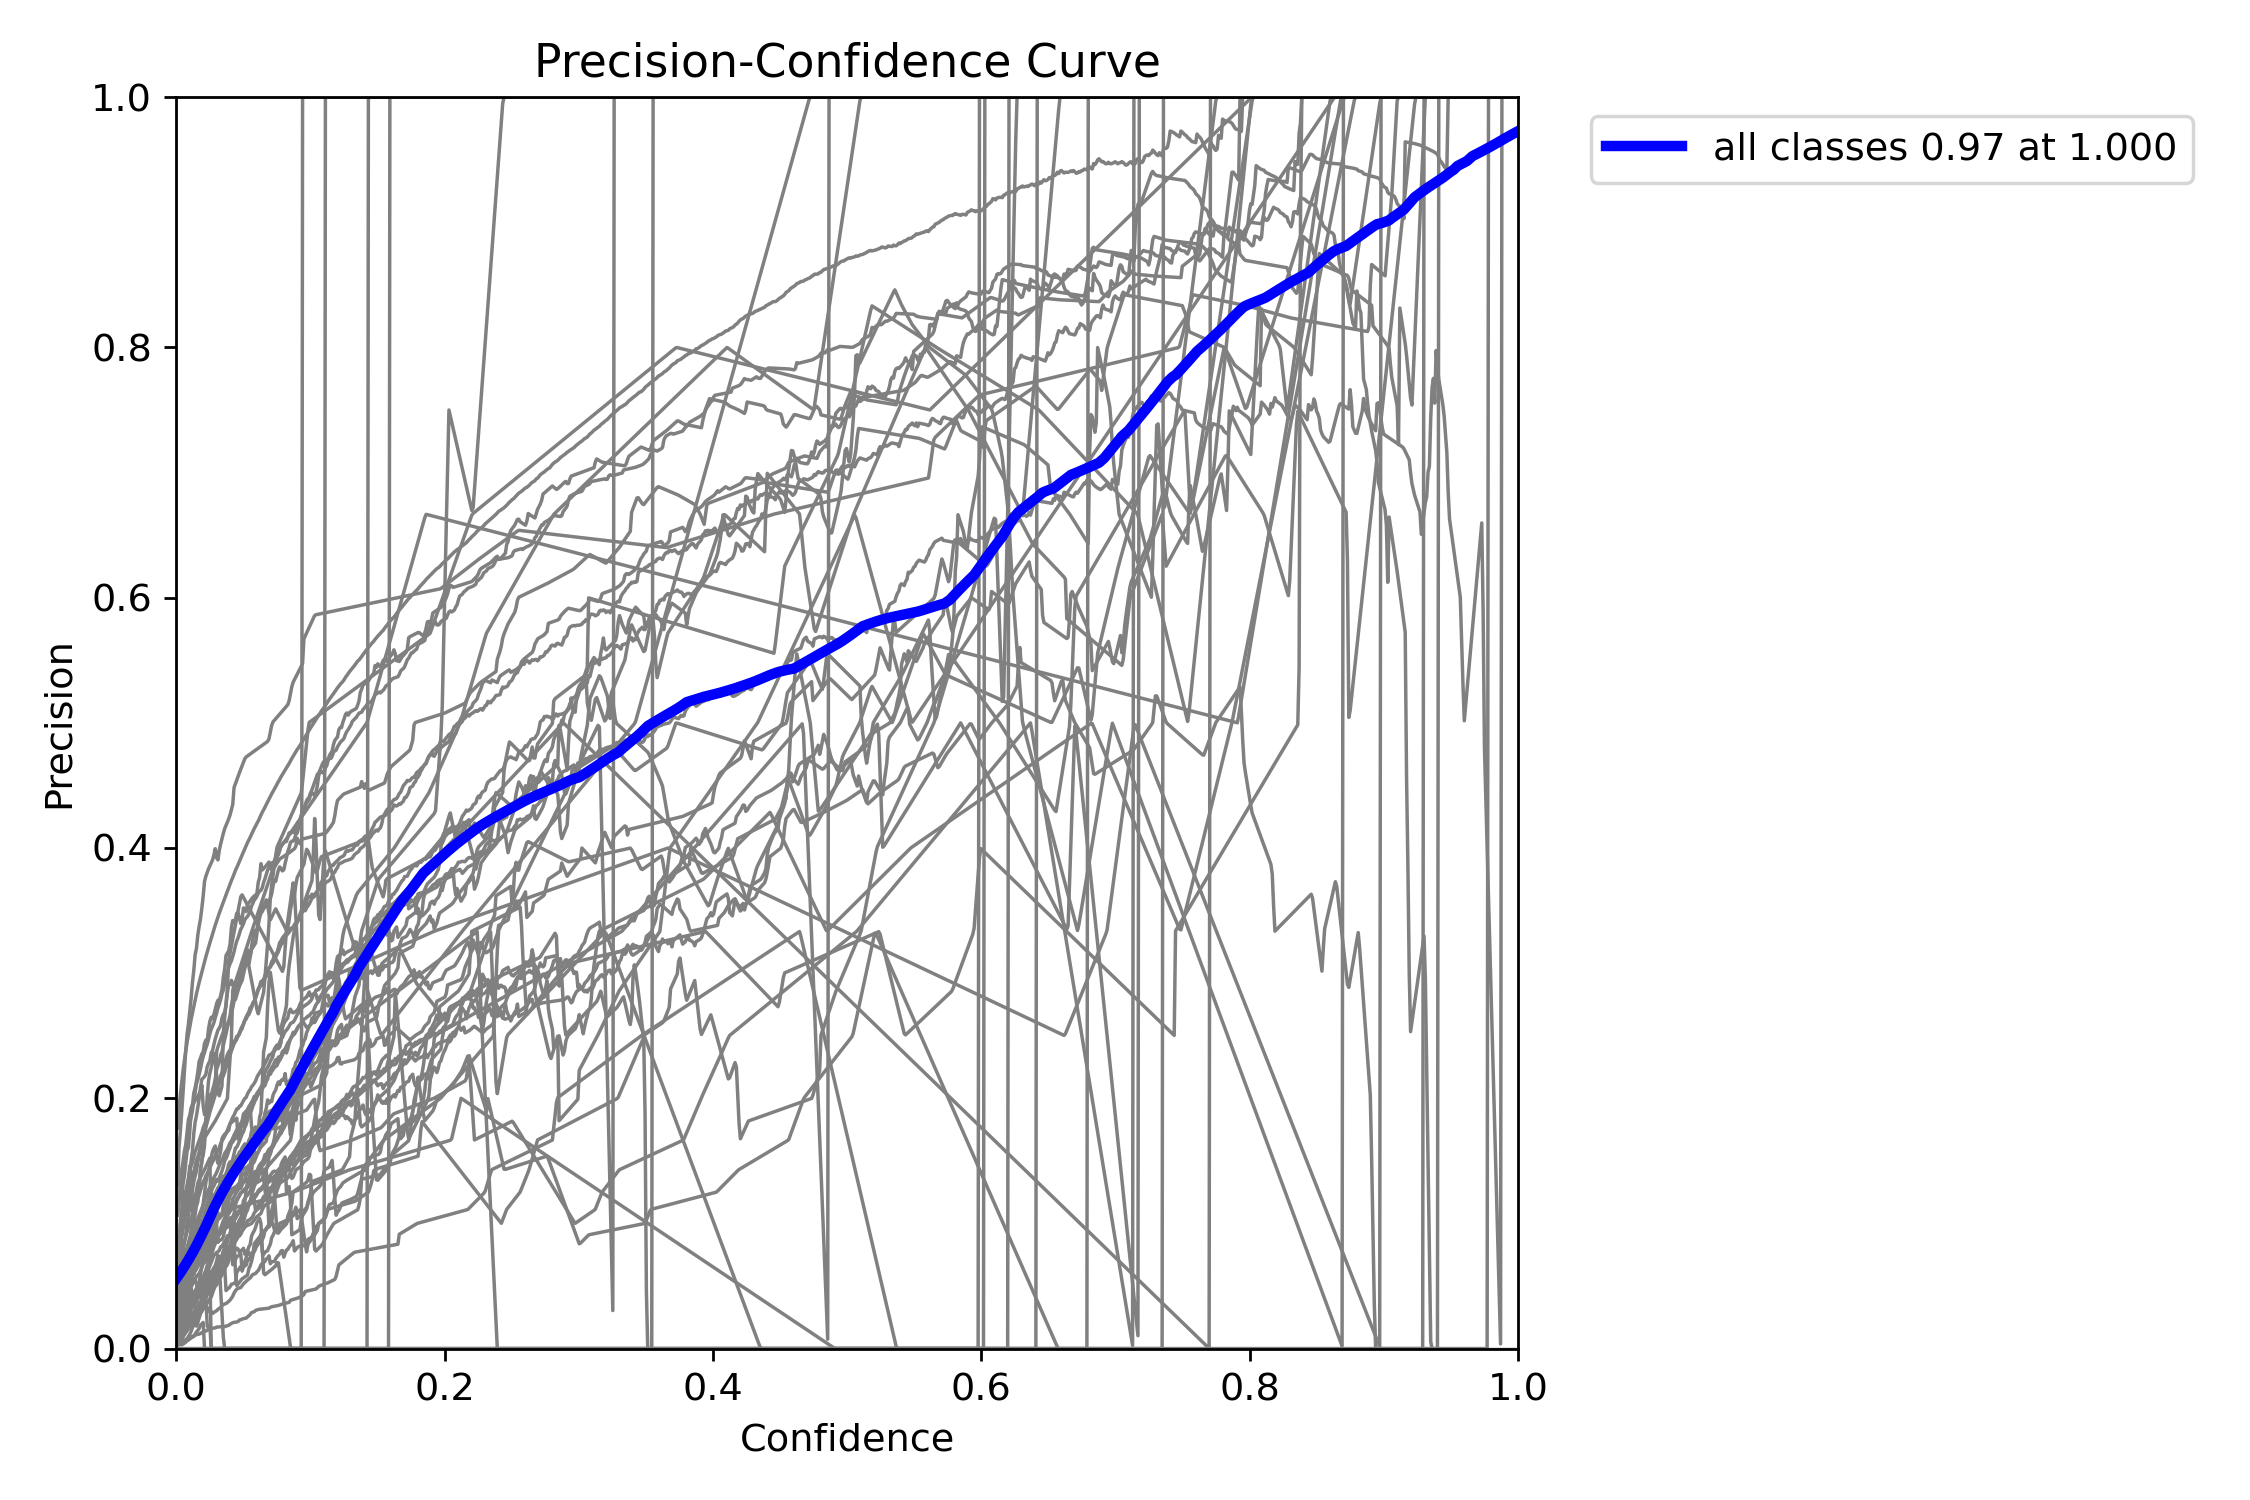 Precision-Confidence Curve
all classes 0.97 at 1.000
Precision
1.0
0.8
0.6
0.4
0.2
0.0
0.0 0.2 0.4 0.6 0.8 1.0
Confidence